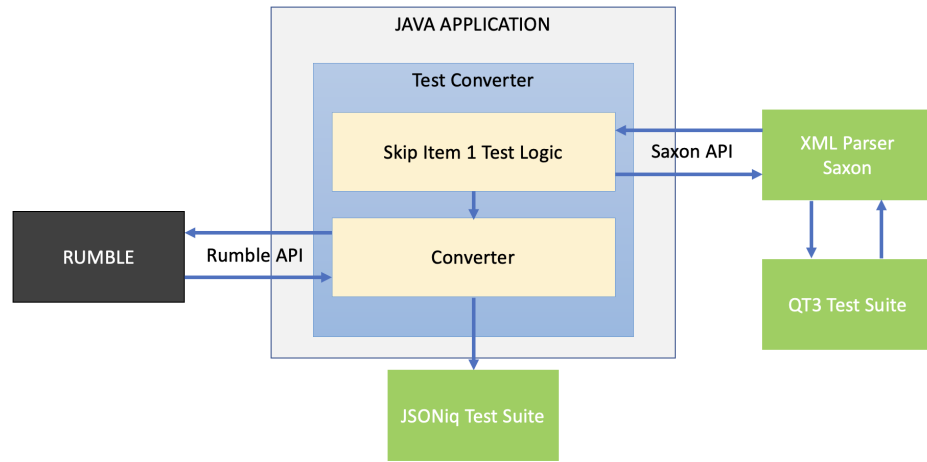 JAVA APPLICATION
Test Converter
Skip Item 1 Test Logic
Saxon API
XML Parser
Saxon
RUMBLE
Rumble API
Converter
QT3 Test Suite
JSONiq Test Suite